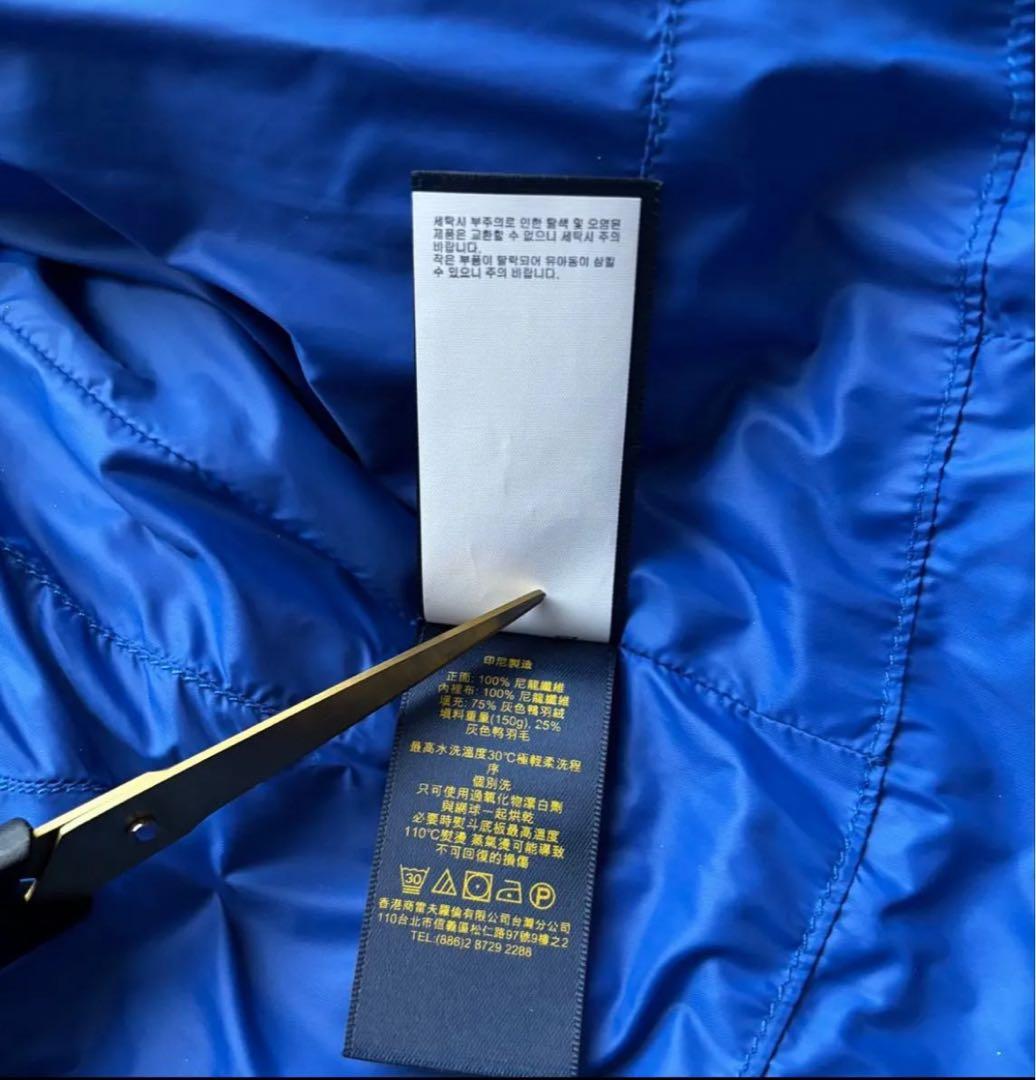 세탁시 부주의로 인한 탈색 및 오염된
제품은 교환할 수 없으니 세탁시 주의
바랍니다.
작은 부품이 탈락되어 유아동이 삼킬
수 있으니 주의 바랍니다.
印尼製造
正面: 100% 尼龍纖維
內裡布: 100% 尼龍纖維
填充: 75% 灰色鴨羽絨
填料重量(150g), 25%
灰色鸭羽毛
最高水洗溫度30℃極輕柔洗程
序
個別洗
只可使用過氧化物漂白劑
與網球一起烘乾
必要時熨斗底板最高溫度
110℃熨燙 蒸氣燙可能導致
不可回復的損傷
30 P
香港商雷夫羅倫有限公司台灣分公司
110台北市信義區松仁路97號9樓之2
TEL:(886)2 8729 2288